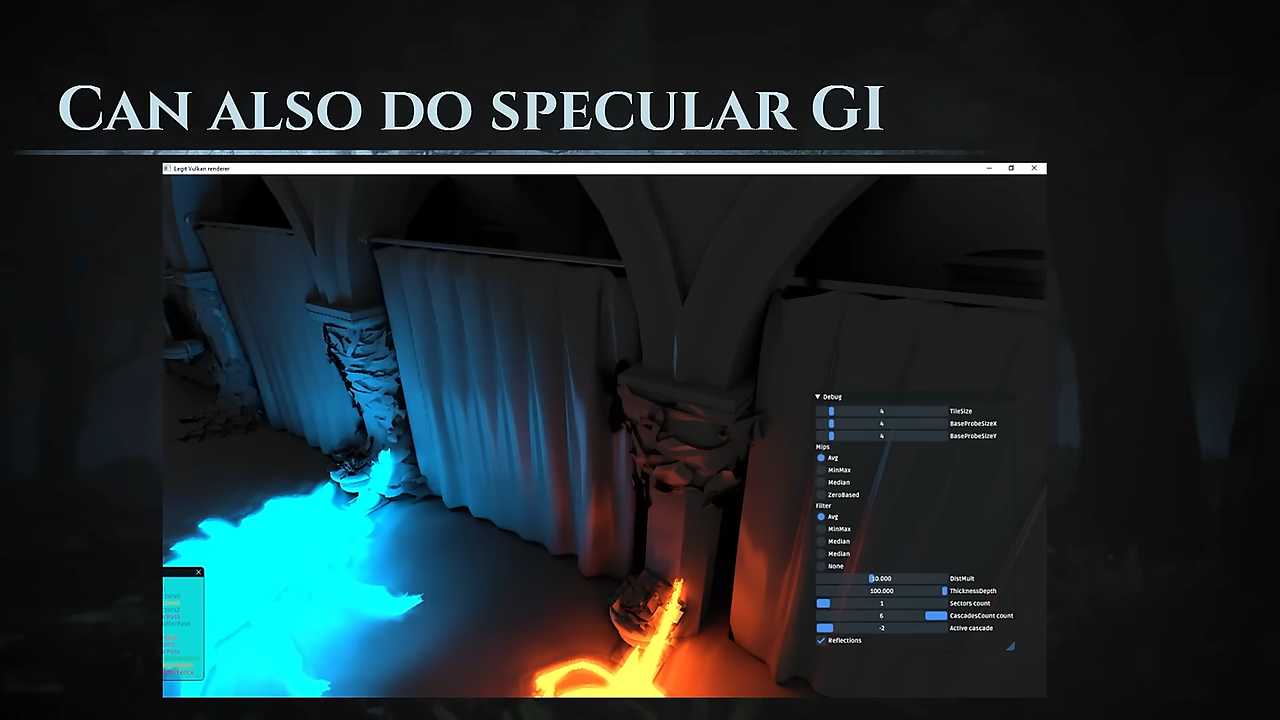 CAN ALSO DO SPECULAR GI
Legit Vulkan renderer
Debug
4 TileSize
4 BaseProbeSizeX
4 BaseProbeSizeY
Mips
Avg
MinMax
Median
ZeroBased
Filter
Avg
MinMax
Median
Median
None
10.000 DistMult
100.000 ThicknessDepth
1 Sectors count
6 CascadesCount count
-2 Active cascade
Reflections